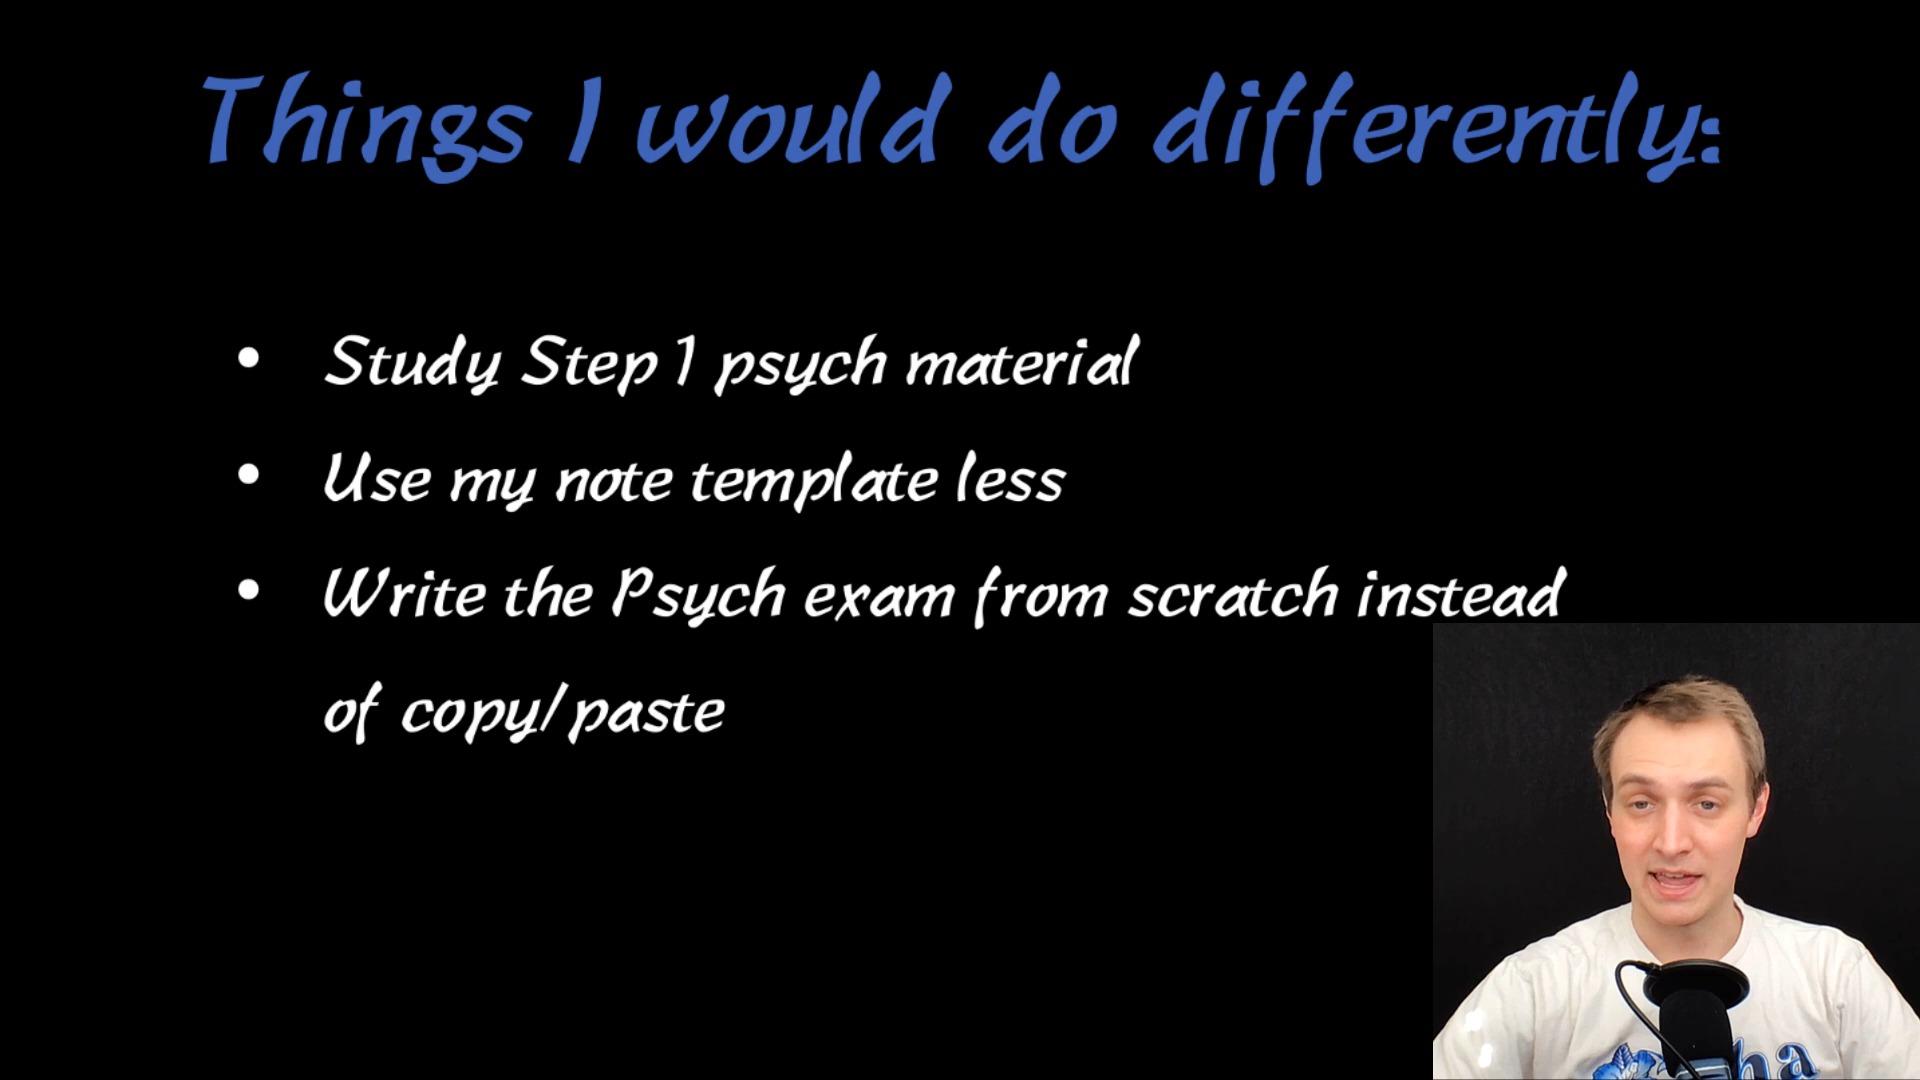 Things I would do differently:
• Study Step 1 psych material
• Use my note template less
• Write the Psych exam from scratch instead
of copy/paste